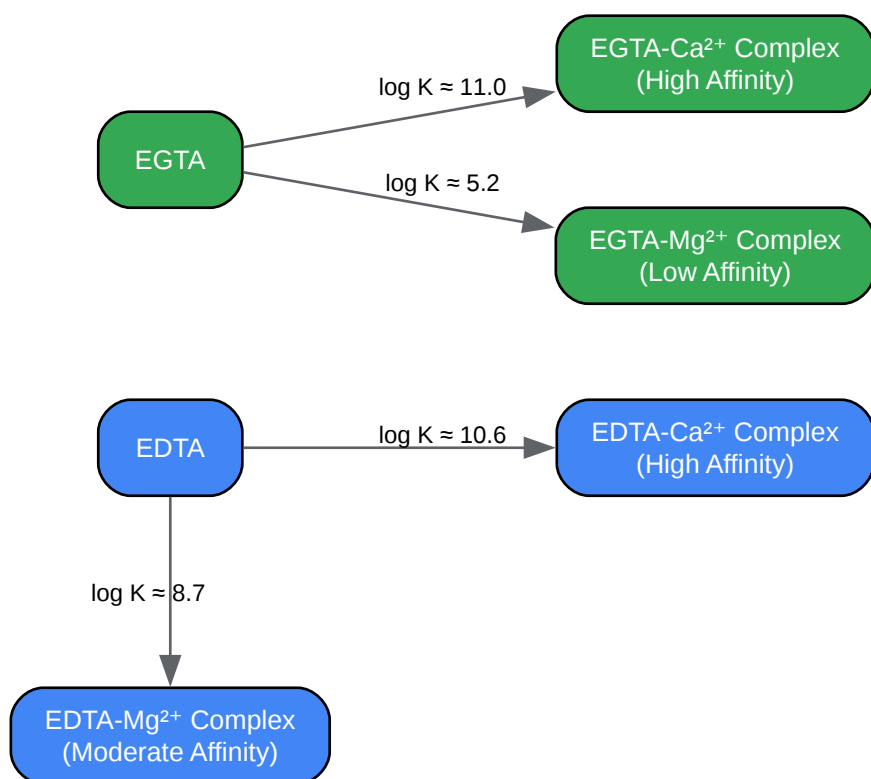 EGTA-Ca²⁺ Complex
(High Affinity)
log K ≈ 11.0
EGTA
log K ≈ 5.2
EGTA-Mg²⁺ Complex
(Low Affinity)
EDTA
log K ≈ 10.6
EDTA-Ca²⁺ Complex
(High Affinity)
log K ≈ 8.7
EDTA-Mg²⁺ Complex
(Moderate Affinity)